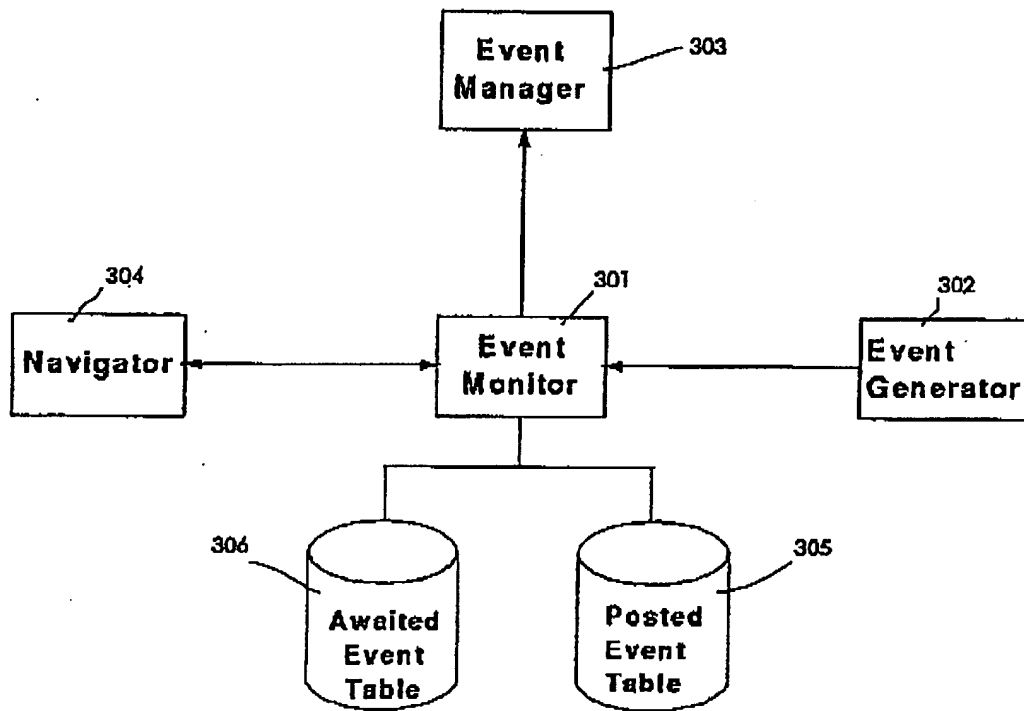 Event
Manager
303
304
Navigator
301
Event
Monitor
302
Event
Generator
306
Awaited
Event
Table
305
Posted
Event
Table